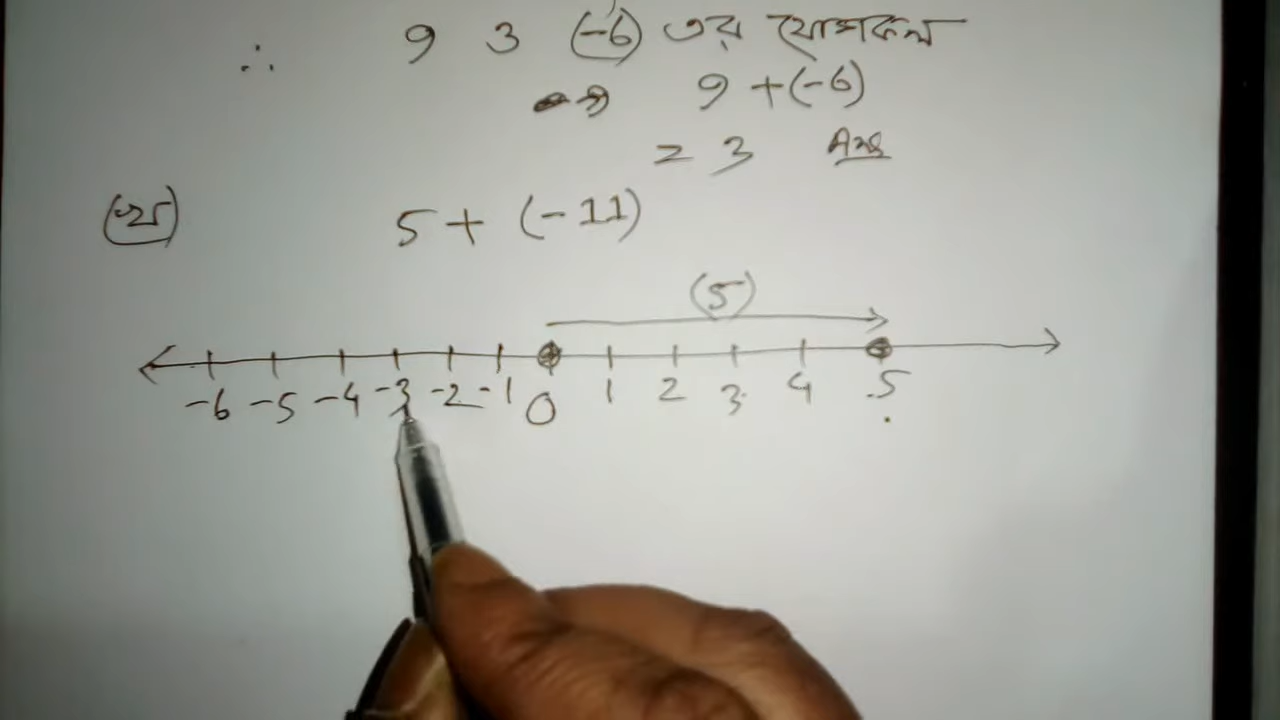 ∴ 9 3 (-6) এর যোগফল
→ 9 + (-6)
= 3 Ans
(খ) 5 + (-11)
(5)
-6 -5 -4 -3 -2 -1 0 1 2 3 4 5